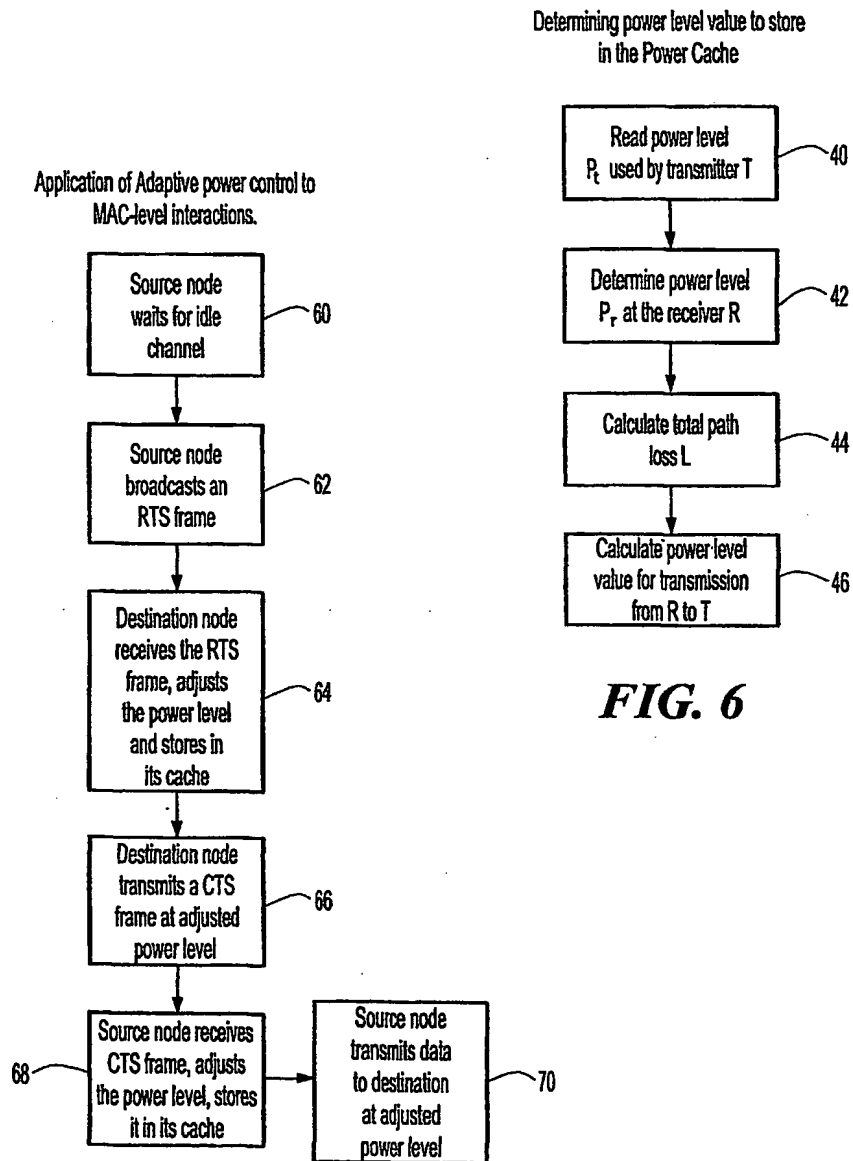 Determining power level value to store
in the Power Cache
Read power level
Pt used by transmitter T
40
Determine power level
Pr at the receiver R
42
Calculate total path
loss L
44
Calculate power level
value for transmission
from R to T
46
FIG. 6
Application of Adaptive power control to
MAC-level interactions.
Source node
waits for idle
channel
60
Source node
broadcasts an
RTS frame
62
Destination node
receives the RTS
frame, adjusts
the power level
and stores in
its cache
64
Destination node
transmits a CTS
frame at adjusted
power level
66
Source node receives
CTS frame, adjusts
the power level, stores
it in its cache
68
Source node
transmits data
to destination
at adjusted
power level
70